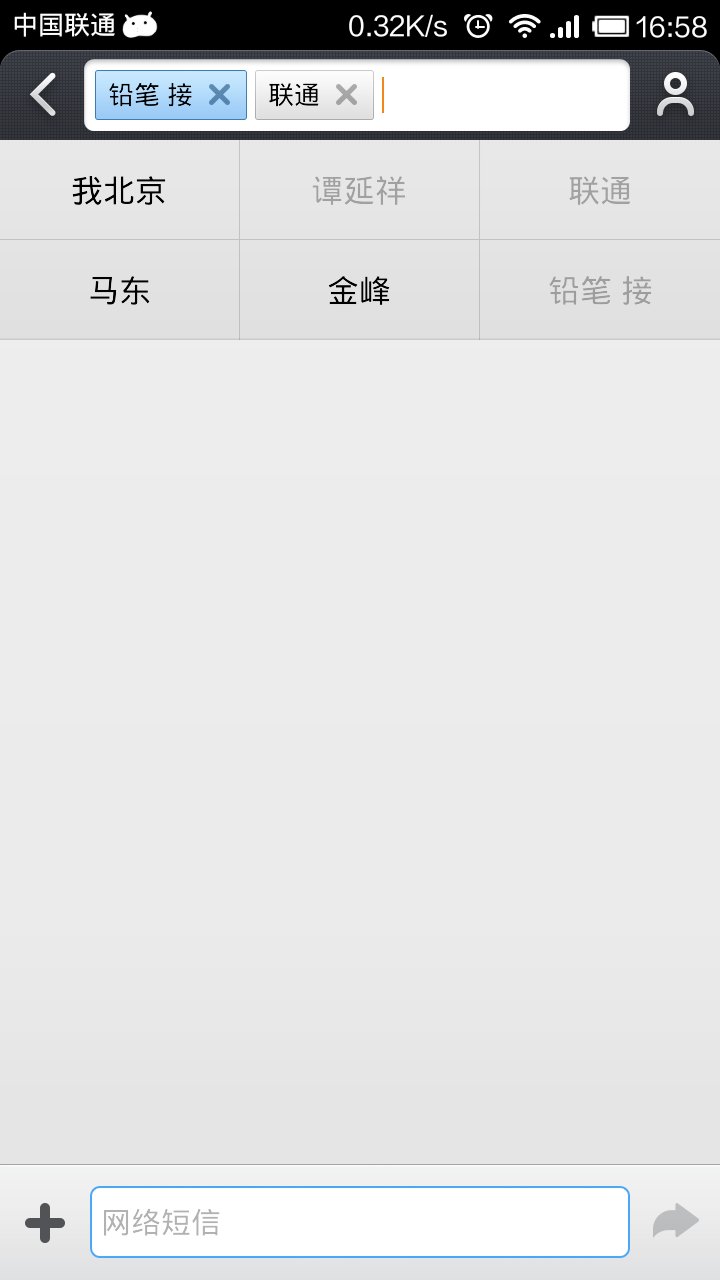 中国联通 0.32K/s 16:58
铅笔 接 联通
我北京 谭延祥 联通
马东 金峰 铅笔 接
网络短信